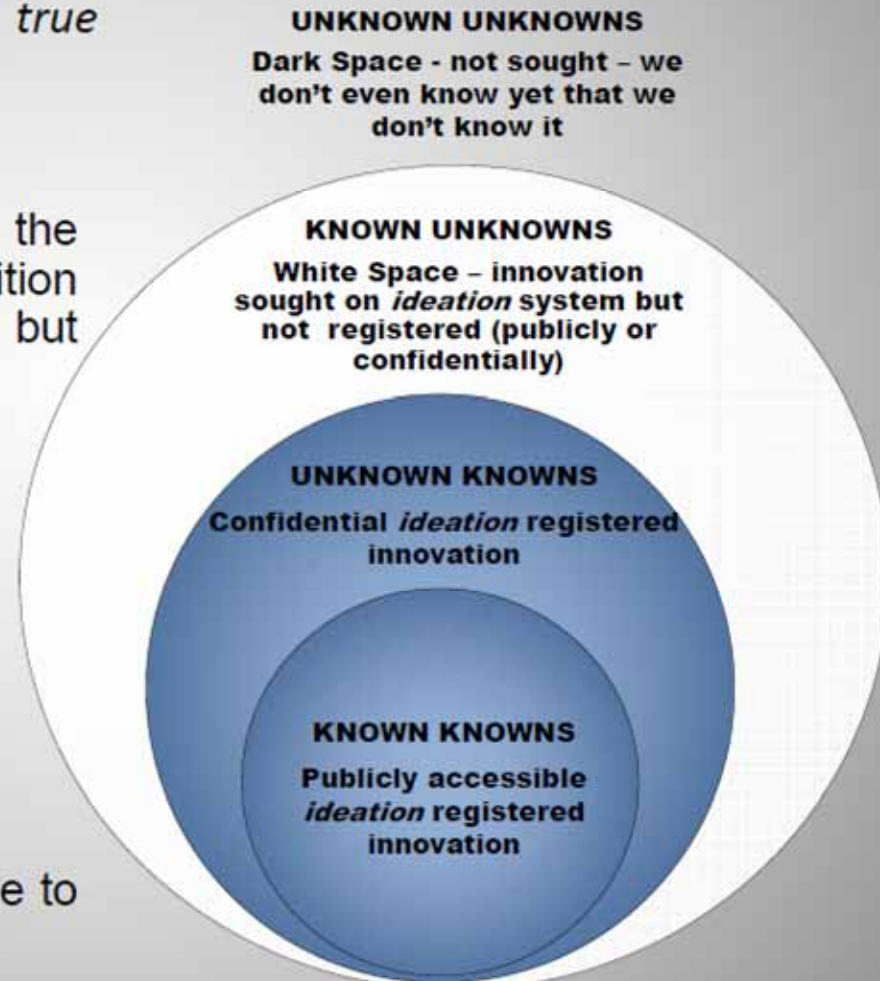 true
the
ition
but
e to
UNKNOWN UNKNOWNS
Dark Space - not sought – we
don't even know yet that we
don't know it
KNOWN UNKNOWNS
White Space – innovation
sought on ideation system but
not registered (publicly or
confidentially)
UNKNOWN KNOWNS
Confidential ideation registered
innovation
KNOWN KNOWNS
Publicly accessible
ideation registered
innovation